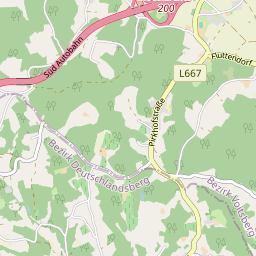 A
200
Süd Autobahn
Flüttendorf
L667
Pirkhofstraße
Bezirk Deutschlandsberg
Bezirk Voitsberg